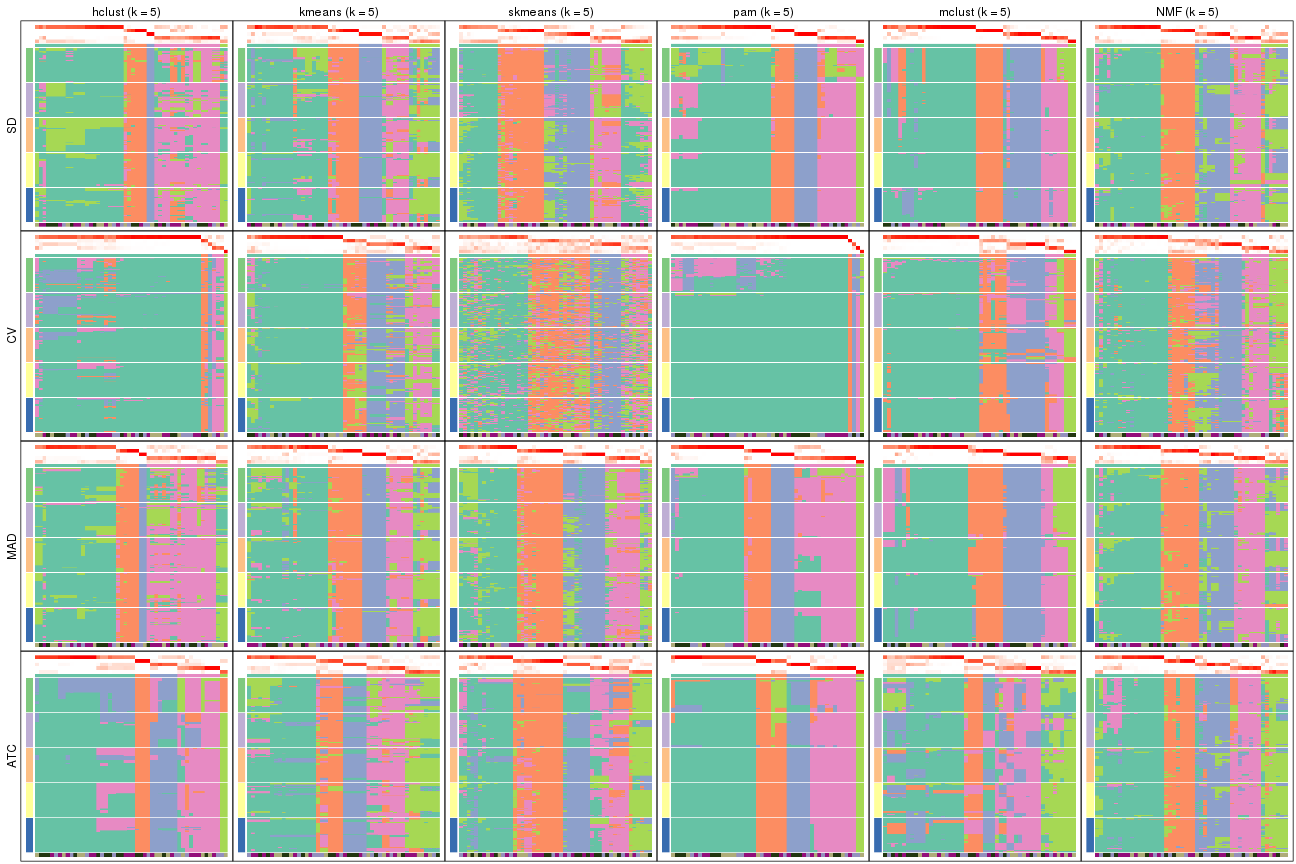 hclust (k = 5) kmeans (k = 5) skmeans (k = 5) pam (k = 5) mclust (k = 5) NMF (k = 5)
SD
CV
MAD
ATC